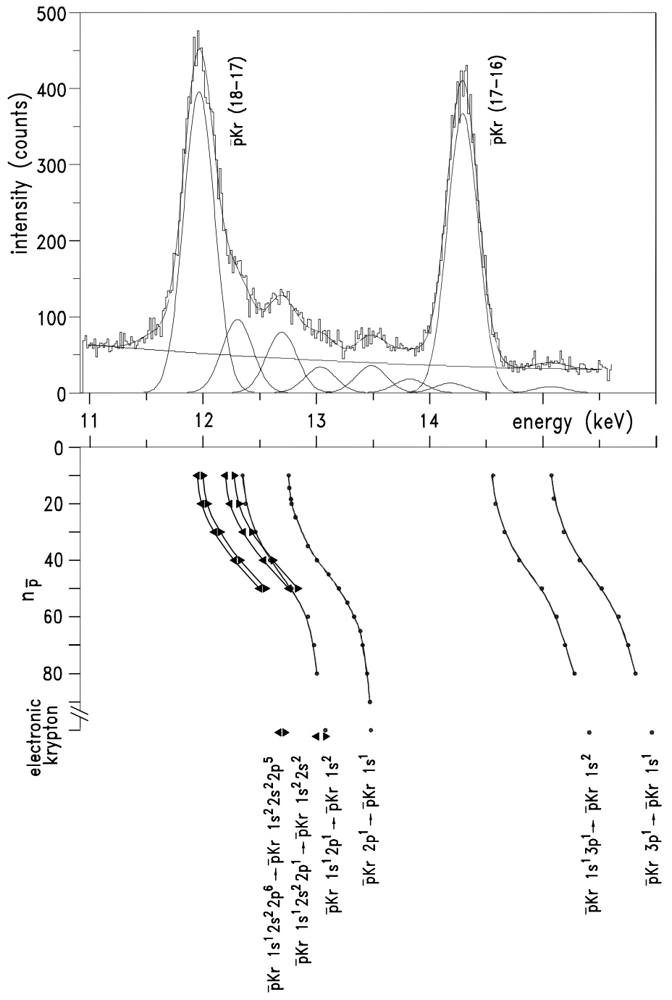 500
400
300
200
100
0
intensity (counts)
p̅Kr (18−17)
p̅Kr (17−16)
11 12 13 14 energy (keV)
0
20
40
60
80
n p̅
electronic
krypton
p̅Kr 1s¹2s²2p⁶→p̅Kr 1s²2s²2p⁵
p̅Kr 1s¹2s²2p¹→p̅Kr 1s²2s²
p̅Kr 1s¹2p¹→p̅Kr 1s²
p̅Kr 2p¹→p̅Kr 1s¹
p̅Kr 1s¹3p¹→p̅Kr 1s²
p̅Kr 3p¹→p̅Kr 1s¹